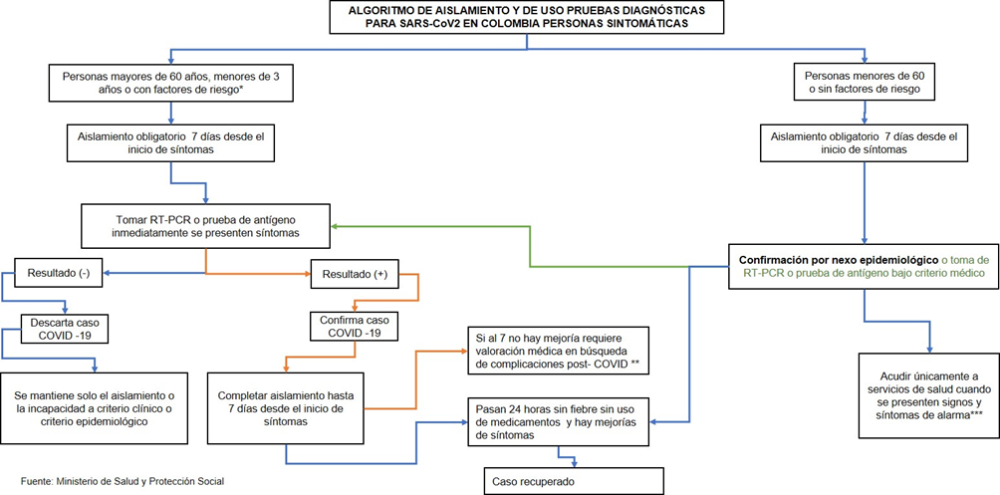 ALGORITMO DE AISLAMIENTO Y DE USO PRUEBAS DIAGNÓSTICAS
PARA SARS-CoV2 EN COLOMBIA PERSONAS SINTOMÁTICAS
Personas mayores de 60 años, menores de 3
años o con factores de riesgo*
Personas menores de 60
o sin factores de riesgo
Aislamiento obligatorio 7 días desde el
inicio de síntomas
Aislamiento obligatorio 7 días desde el
inicio de síntomas
Tomar RT-PCR o prueba de antígeno
inmediatamente se presenten síntomas
Confirmación por nexo epidemiológico o toma de
RT-PCR o prueba de antígeno bajo criterio médico
Resultado (-)
Resultado (+)
Descarta caso
COVID -19
Confirma caso
COVID -19
Si al 7 no hay mejoría requiere
valoración médica en búsqueda
de complicaciones post- COVID **
Se mantiene solo el aislamiento o
la incapacidad a criterio clínico o
criterio epidemiológico
Completar aislamiento hasta
7 días desde el inicio de
síntomas
Pasan 24 horas sin fiebre sin uso
de medicamentos y hay mejorías
de síntomas
Acudir únicamente a
servicios de salud cuando
se presenten signos y
síntomas de alarma***
Caso recuperado
Fuente: Ministerio de Salud y Protección Social